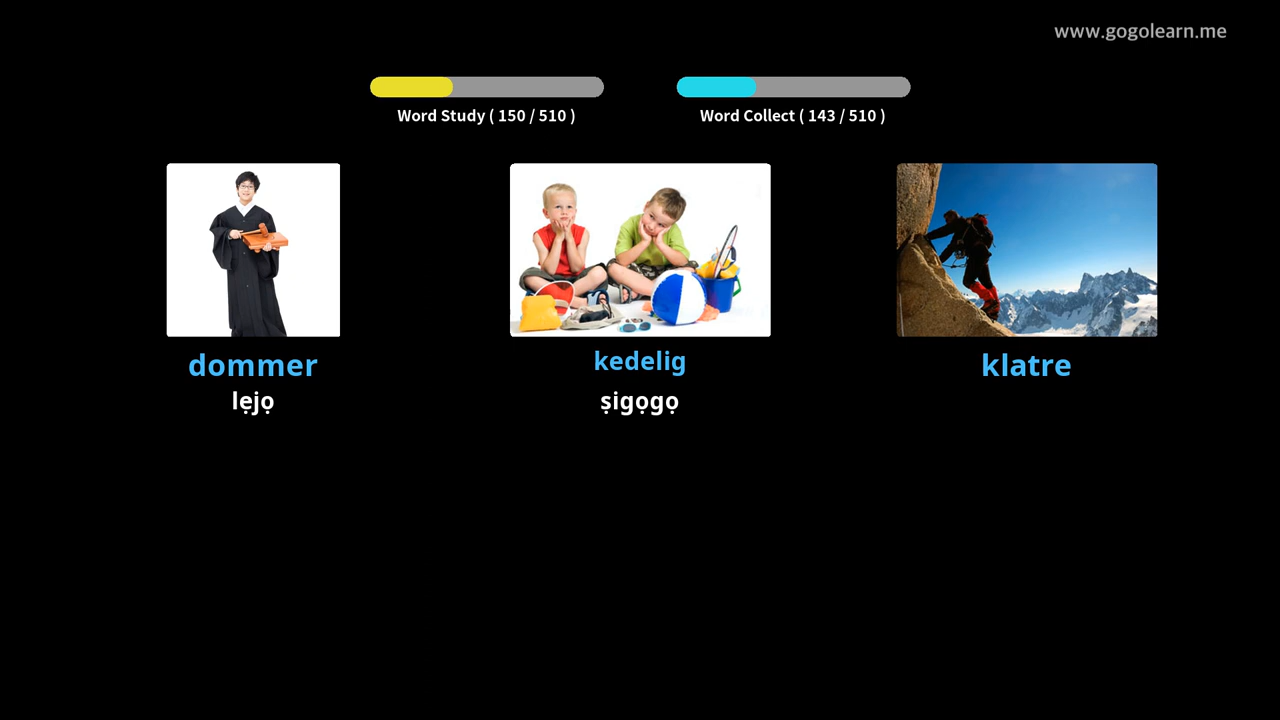 www.gogolearn.me
Word Study ( 150 / 510 )
Word Collect ( 143 / 510 )
dommer
lẹjọ
kedelig
ṣigọgọ
klatre